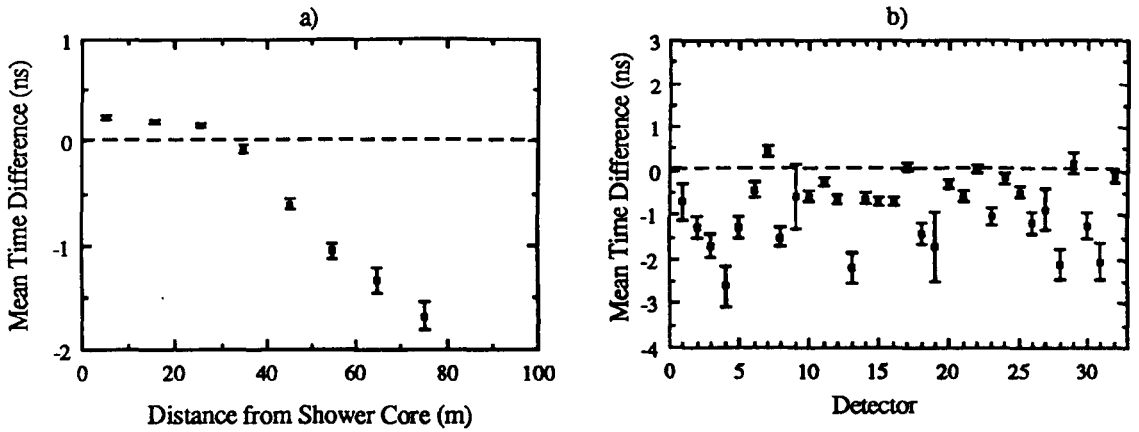 a)
Mean Time Difference (ns)
1
0
-1
-2
0 20 40 60 80 100
Distance from Shower Core (m)
b)
Mean Time Difference (ns)
3
2
1
0
-1
-2
-3
-4
0 5 10 15 20 25 30
Detector